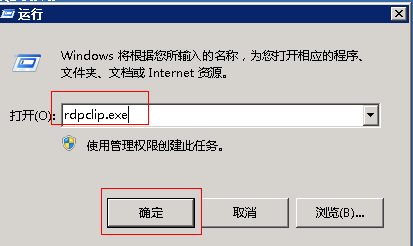 运行
Windows 将根据您所输入的名称，为您打开相应的程序、
文件夹、文档或 Internet 资源。
打开(O): rdpclip.exe
使用管理权限创建此任务。
确定 取消 浏览(B)...